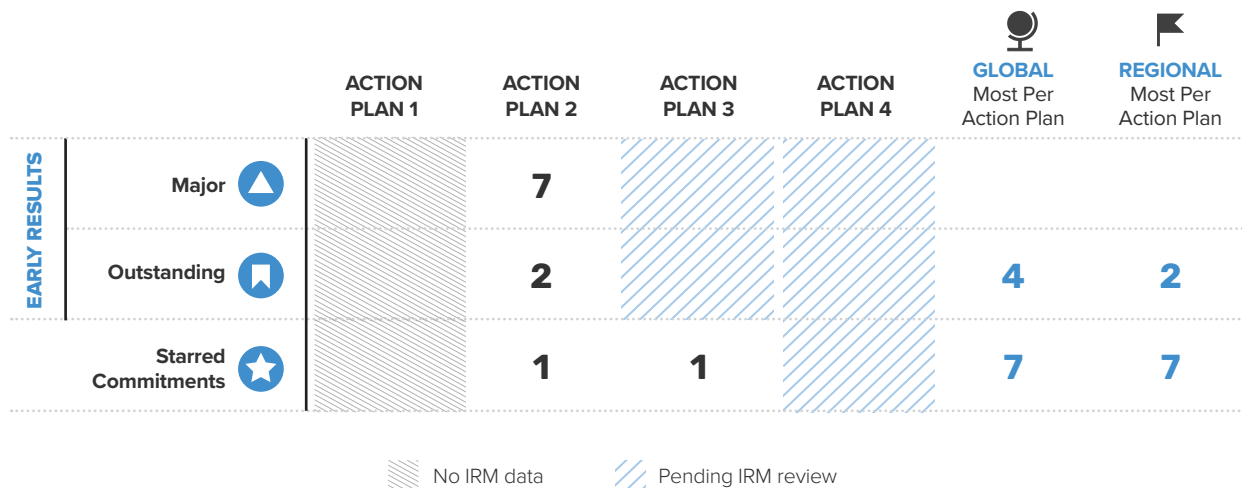 GLOBAL
REGIONAL
ACTION
PLAN 1
ACTION
PLAN 2
ACTION
PLAN 3
ACTION
PLAN 4
Most Per
Action Plan
Most Per
Action Plan
EARLY RESULTS
Major
7
Outstanding
2
4
2
Starred
Commitments
1
1
7
7
No IRM data
Pending IRM review